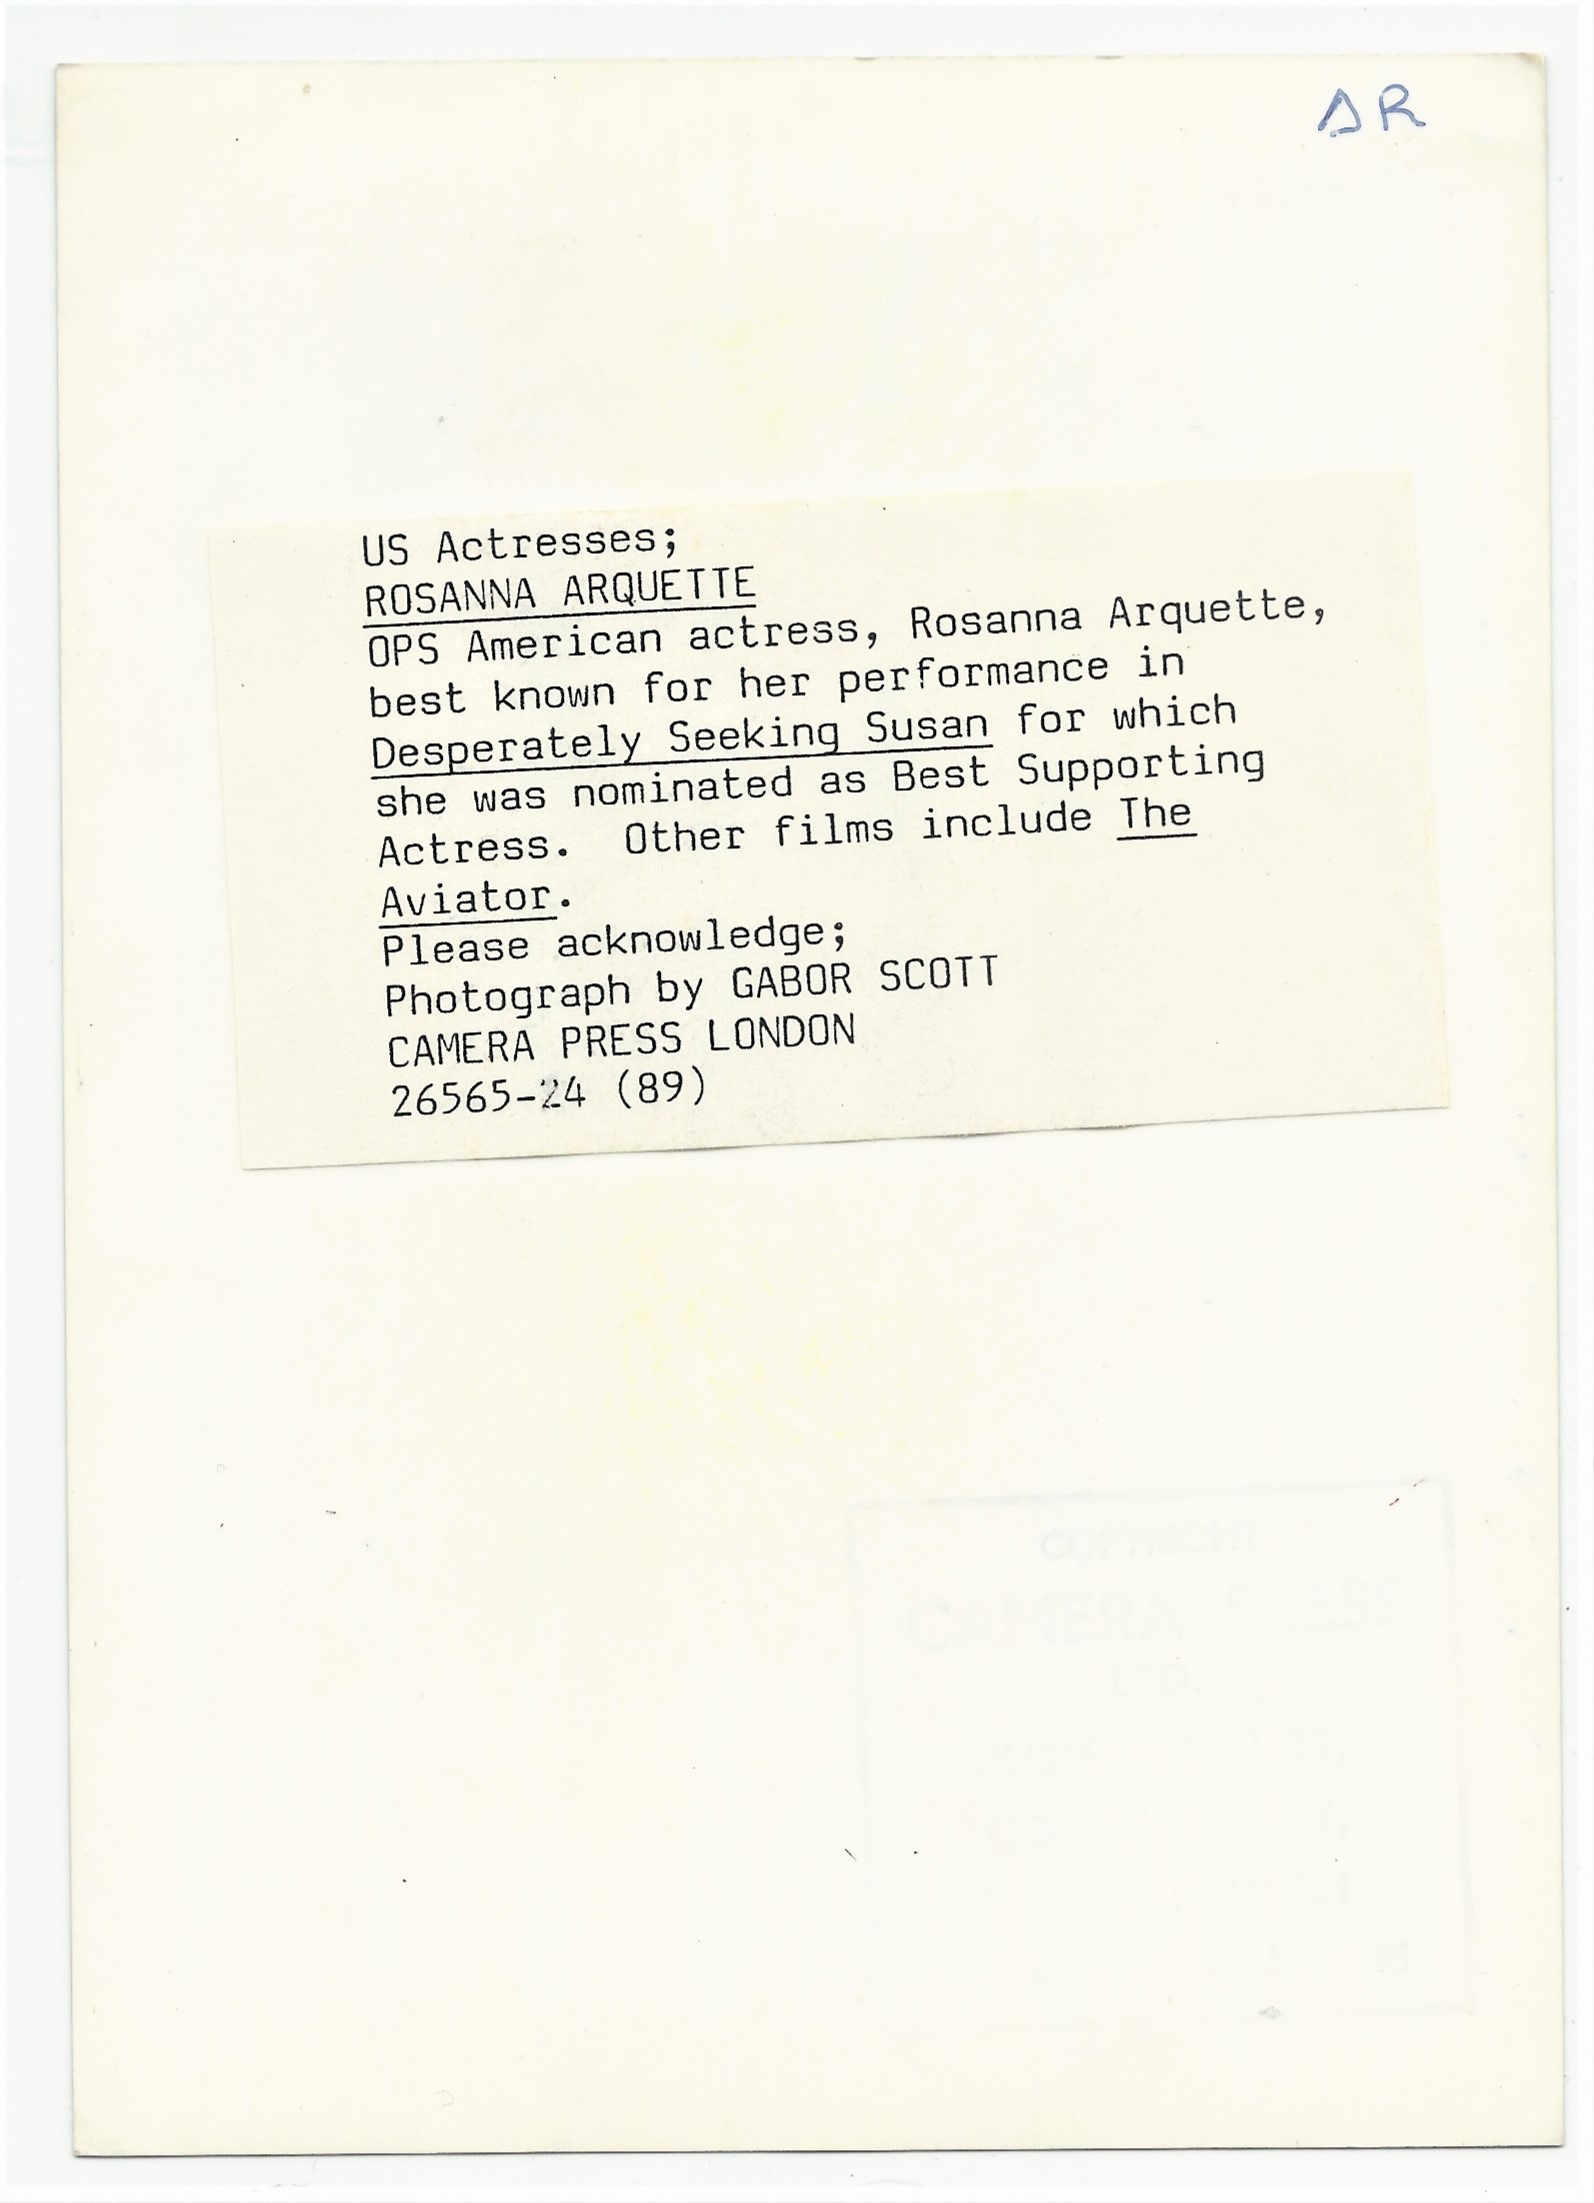 AR
US Actresses;
ROSANNA ARQUETTE
OPS American actress, Rosanna Arquette,
best known for her performance in
Desperately Seeking Susan for which
she was nominated as Best Supporting
Actress. Other films include The
Aviator.
Please acknowledge;
Photograph by GABOR SCOTT
CAMERA PRESS LONDON
26565-24 (89)
COPYRIGHT
CAMERA
LTD.